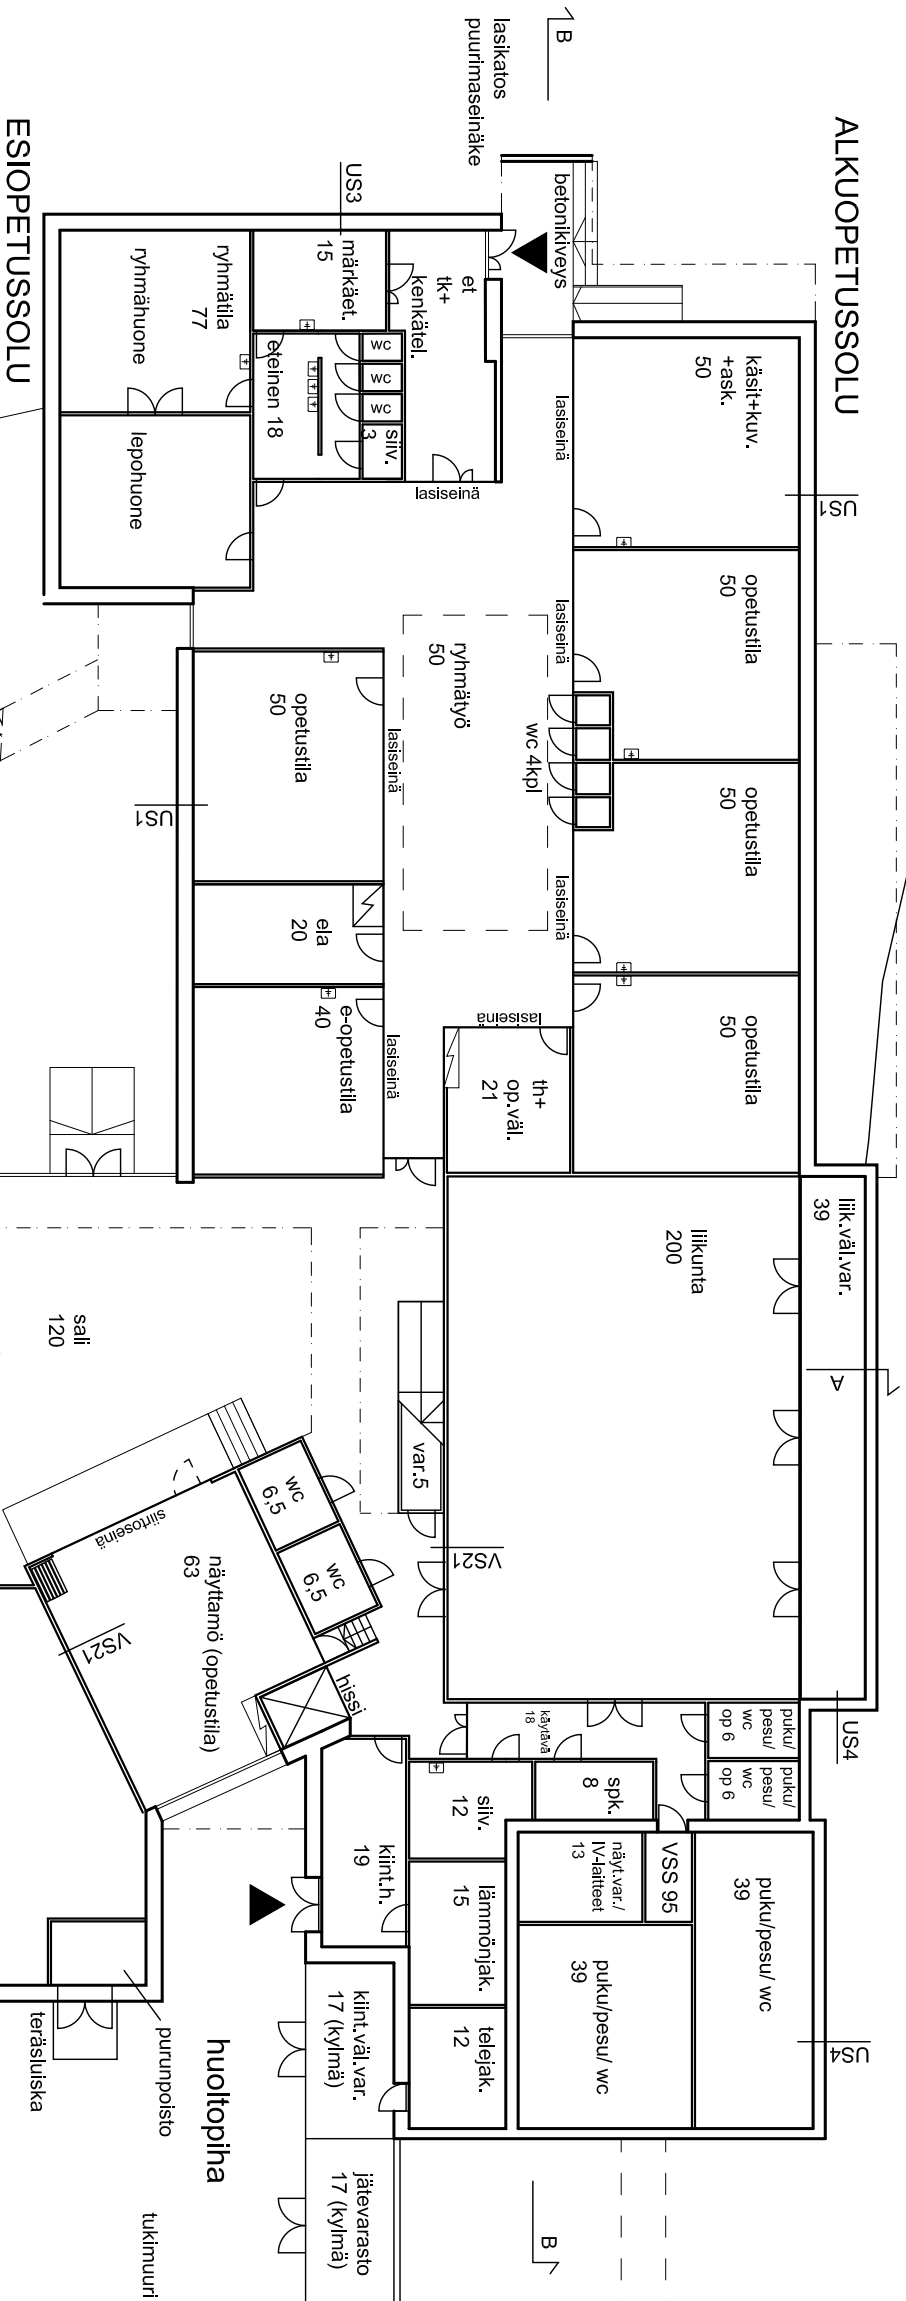 ALKUOPETUSSOLU
ESIOPETUSSOLU
B
lasikatos
puurimaseinäke
betonikiveys
US3
märkäet.
15
et
tk+
kenkätel.
ryhmätila
77
ryhmähuone
lepohuone
eteinen 18
wc
wc
wc
siiv.
3
lasiseinä
lasiseinä
käsit+kuv.
+ask.
50
US1
opetustila
50
lasiseinä
ryhmätyö
50
wc 4kpl
opetustila
50
lasiseinä
US1
opetustila
50
lasiseinä
ela
20
e-opetustila
40
lasiseinä
lasiseinä
th+
op.väl.
21
opetustila
50
liik.väl.var.
39
liikunta
200
A
sali
120
var.5
VS21
wc
6,5
wc
6,5
siirtoseinä
näyttämö (opetustila)
63
VS21
hissi
käytävä
18
puku/
pesu/
wc
op 6
puku/
pesu/
wc
op 6
US4
siiv.
12
spk.
8
kiint.h.
19
lämmönjak.
15
telejak.
12
näyt.var./
IV-laitteet
13
VSS 95
puku/pesu/ wc
39
puku/pesu/ wc
39
US4
kiint.väl.var.
17 (kylmä)
jätevarasto
17 (kylmä)
huoltopiha
purunpoisto
teräsluiska
tukimuuri
B